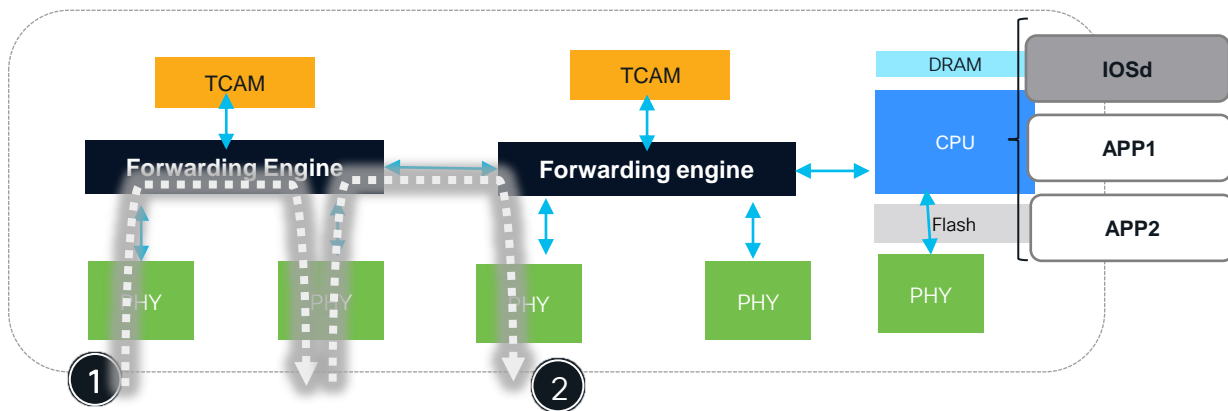 TCAM
TCAM
DRAM
IOSd
Forwarding Engine
Forwarding engine
CPU
APP1
Flash
APP2
PHY
PHY
PHY
PHY
PHY
1
2